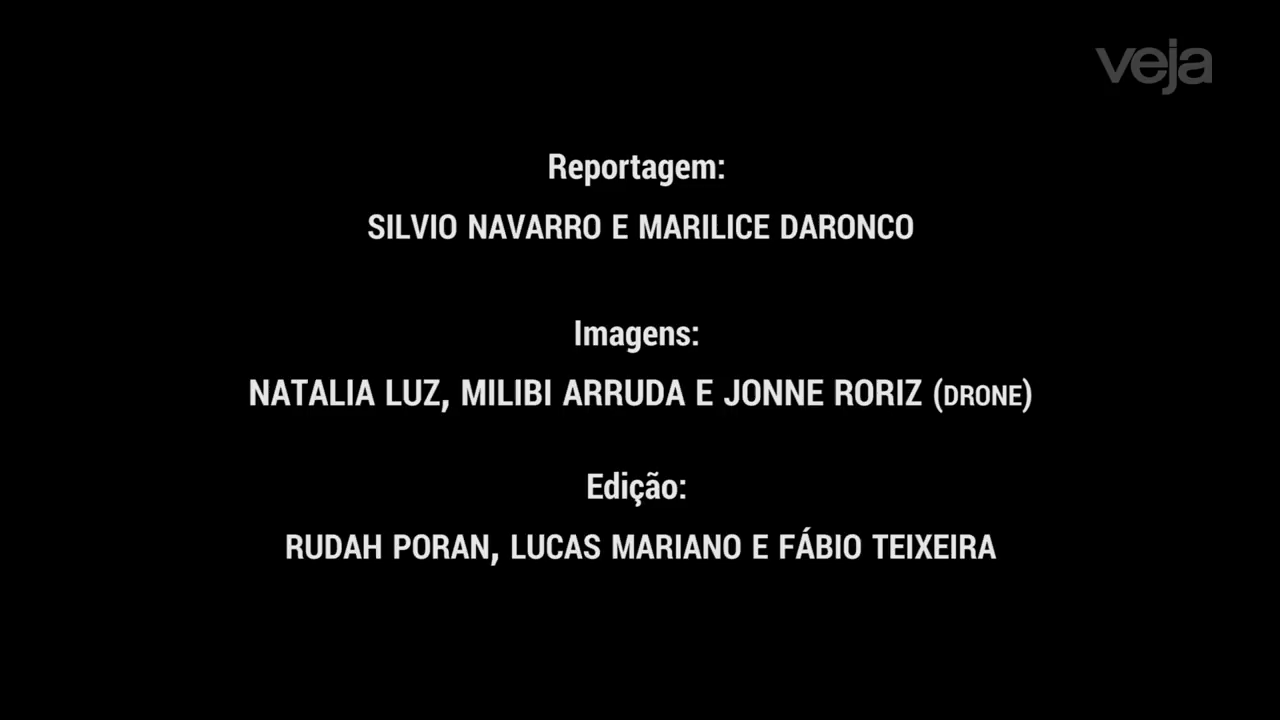 veja
Reportagem:
SILVIO NAVARRO E MARILICE DARONCO
Imagens:
NATALIA LUZ, MILIBI ARRUDA E JONNE RORIZ (DRONE)
Edição:
RUDAH PORAN, LUCAS MARIANO E FÁBIO TEIXEIRA